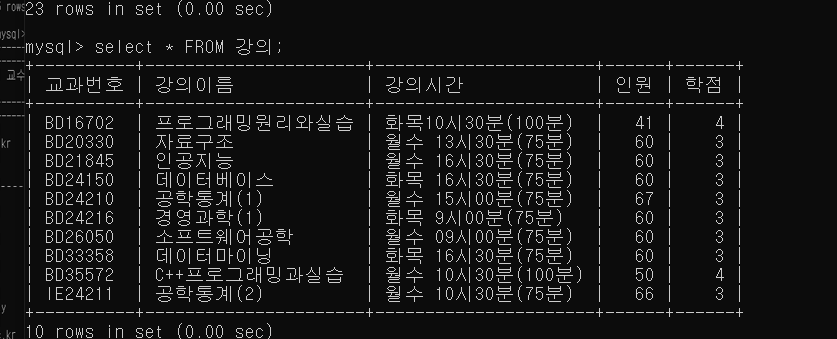 23 rows in set (0.00 sec)
mysql> select * FROM 강의;
+----------+----------------------+----------------------+------+------+
| 교과번호 | 강의이름 | 강의시간 | 인원 | 학점 |
+----------+----------------------+----------------------+------+------+
| BD16702 | 프로그래밍원리와실습 | 화목10시30분(100분) | 41 | 4 |
| BD20330 | 자료구조 | 월수 13시30분(75분) | 60 | 3 |
| BD21845 | 인공지능 | 월수 16시30분(75분) | 60 | 3 |
| BD24150 | 데이터베이스 | 화목 16시30분(75분) | 60 | 3 |
| BD24210 | 공학통계(1) | 월수 15시00분(75분) | 67 | 3 |
| BD24216 | 경영과학(1) | 화목 9시00분(75분) | 60 | 3 |
| BD26050 | 소프트웨어공학 | 월수 09시00분(75분) | 60 | 3 |
| BD33358 | 데이터마이닝 | 화목 16시30분(75분) | 60 | 3 |
| BD35572 | C++프로그래밍과실습 | 월수 10시30분(100분) | 50 | 4 |
| IE24211 | 공학통계(2) | 월수 10시30분(75분) | 66 | 3 |
+----------+----------------------+----------------------+------+------+
10 rows in set (0.00 sec)
rows
mysql>
교수
kr
y
.kr